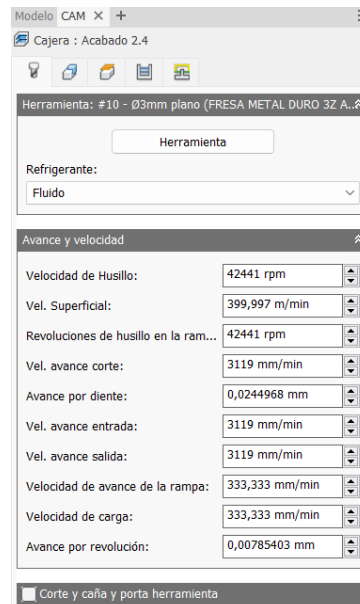 Modelo CAM × +
Cajera : Acabado 2.4
Herramienta: #10 - Ø3mm plano (FRESA METAL DURO 3Z A..
Herramienta
Refrigerante:
Fluido
Avance y velocidad
Velocidad de Husillo: 42441 rpm
Vel. Superficial: 399,997 m/min
Revoluciones de husillo en la ram... 42441 rpm
Vel. avance corte: 3119 mm/min
Avance por diente: 0,0244968 mm
Vel. avance entrada: 3119 mm/min
Vel. avance salida: 3119 mm/min
Velocidad de avance de la rampa: 333,333 mm/min
Velocidad de carga: 333,333 mm/min
Avance por revolución: 0,00785403 mm
Corte y caña y porta herramienta